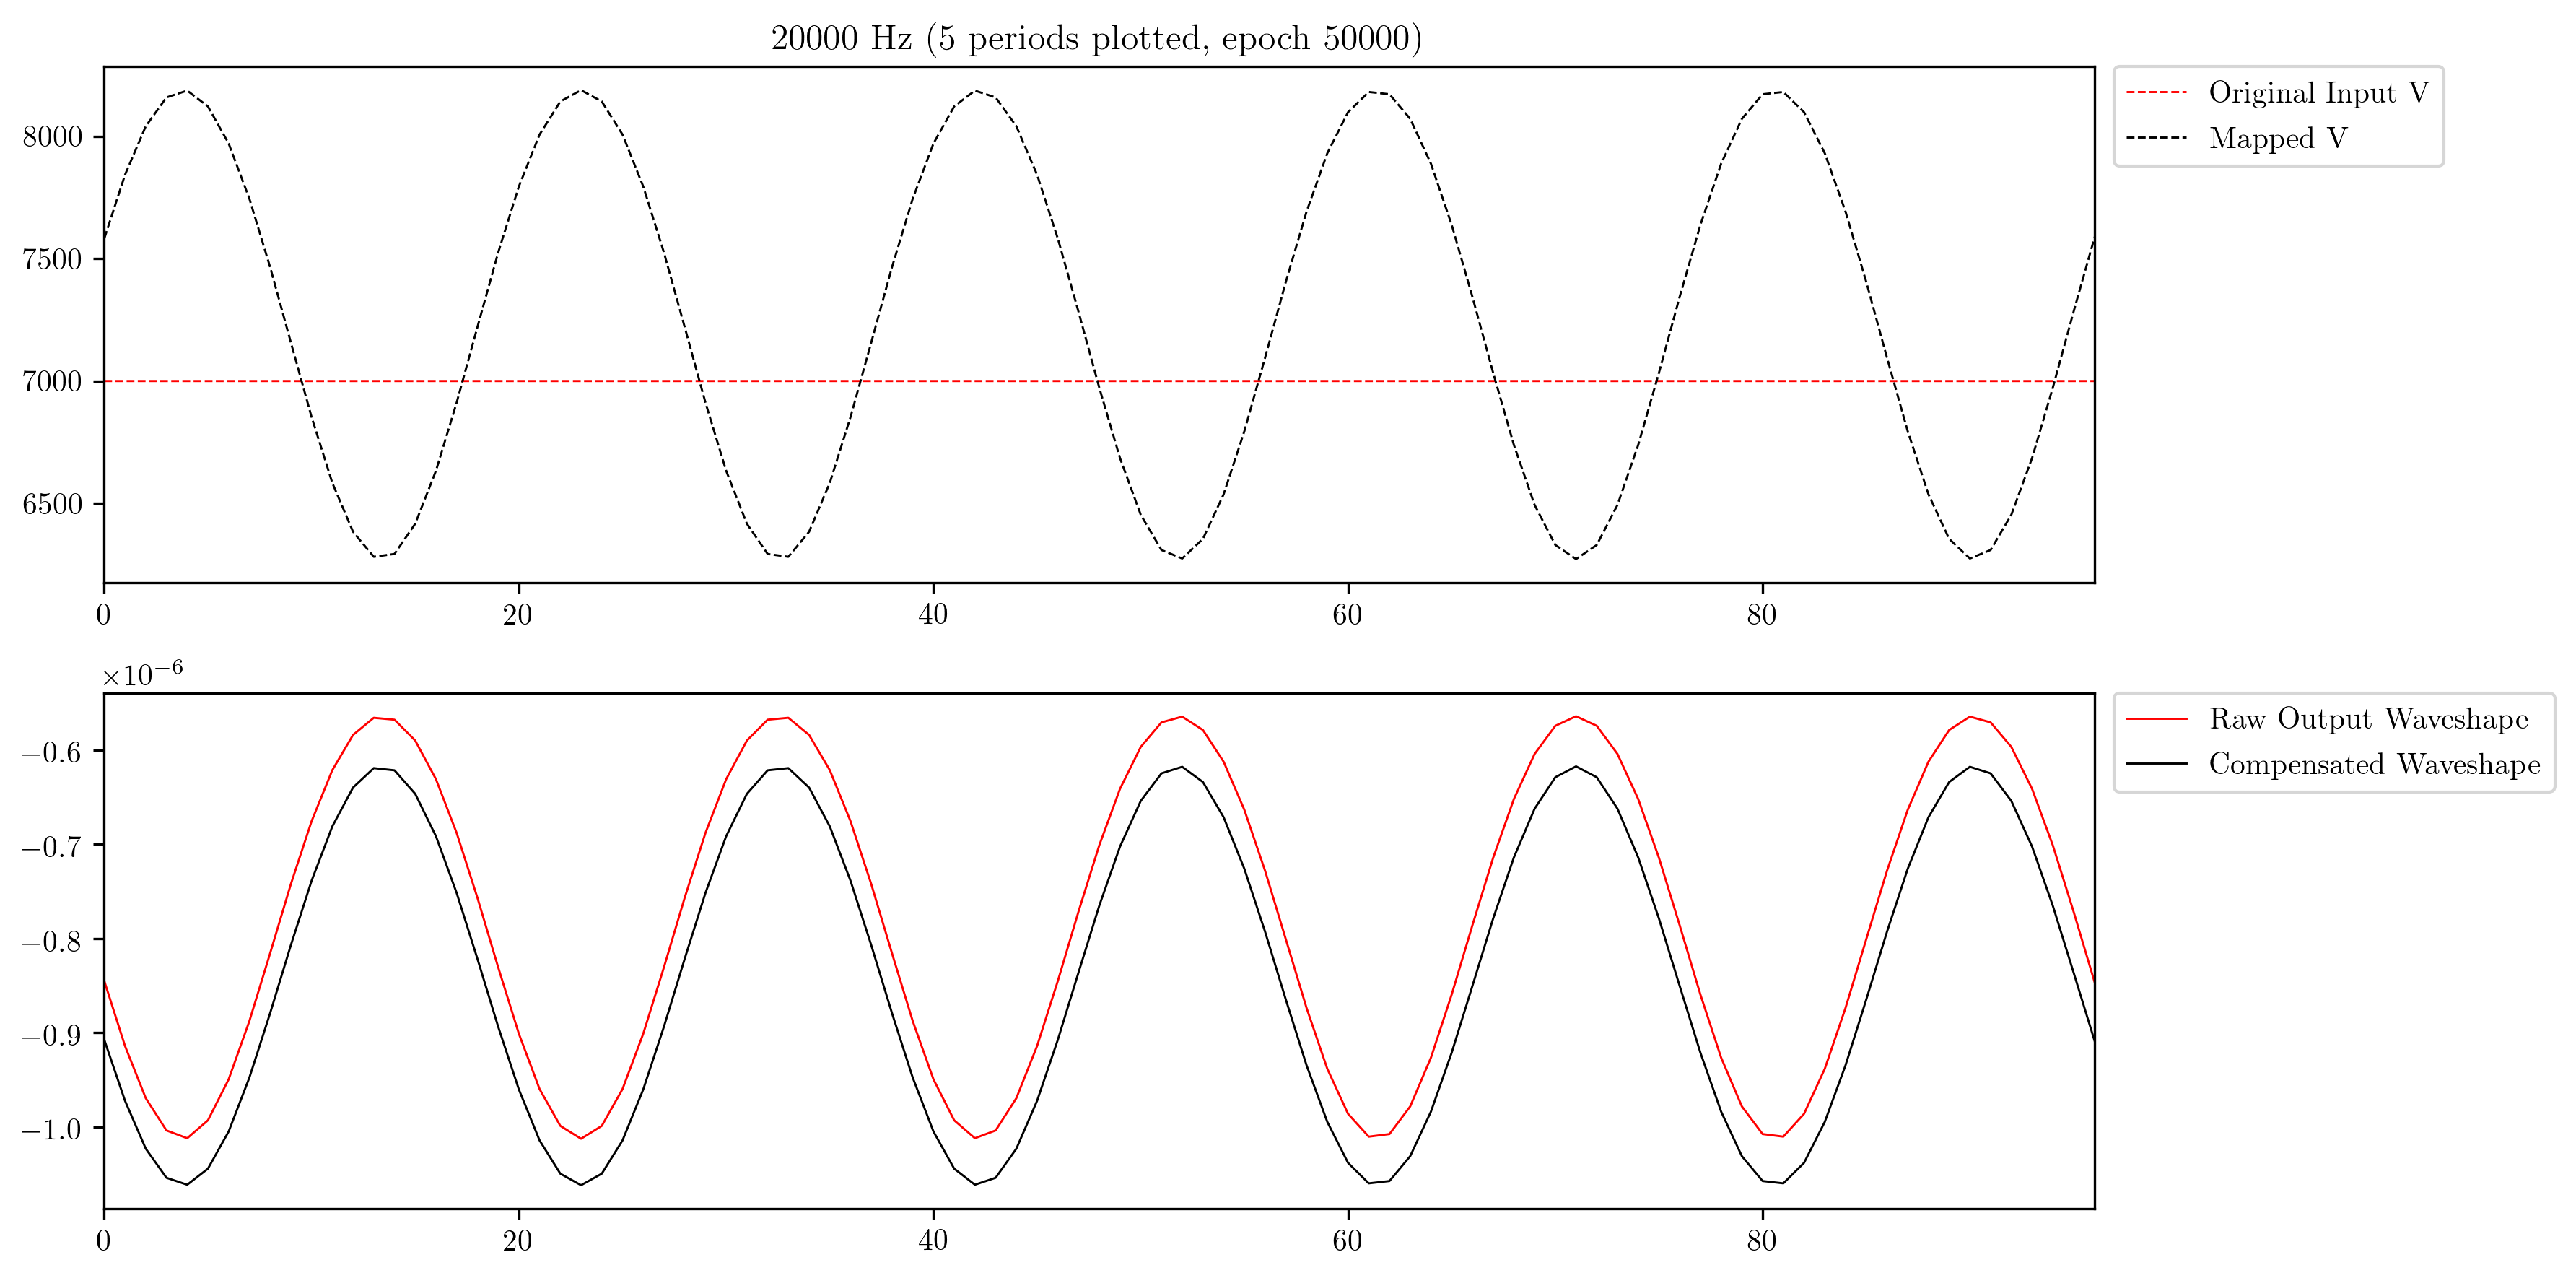 20000 Hz (5 periods plotted, epoch 50000)
Original Input V
Mapped V
8000
7500
7000
6500
0 20 40 60 80
×10⁻⁶
Raw Output Waveshape
Compensated Waveshape
−0.6
−0.7
−0.8
−0.9
−1.0
0 20 40 60 80